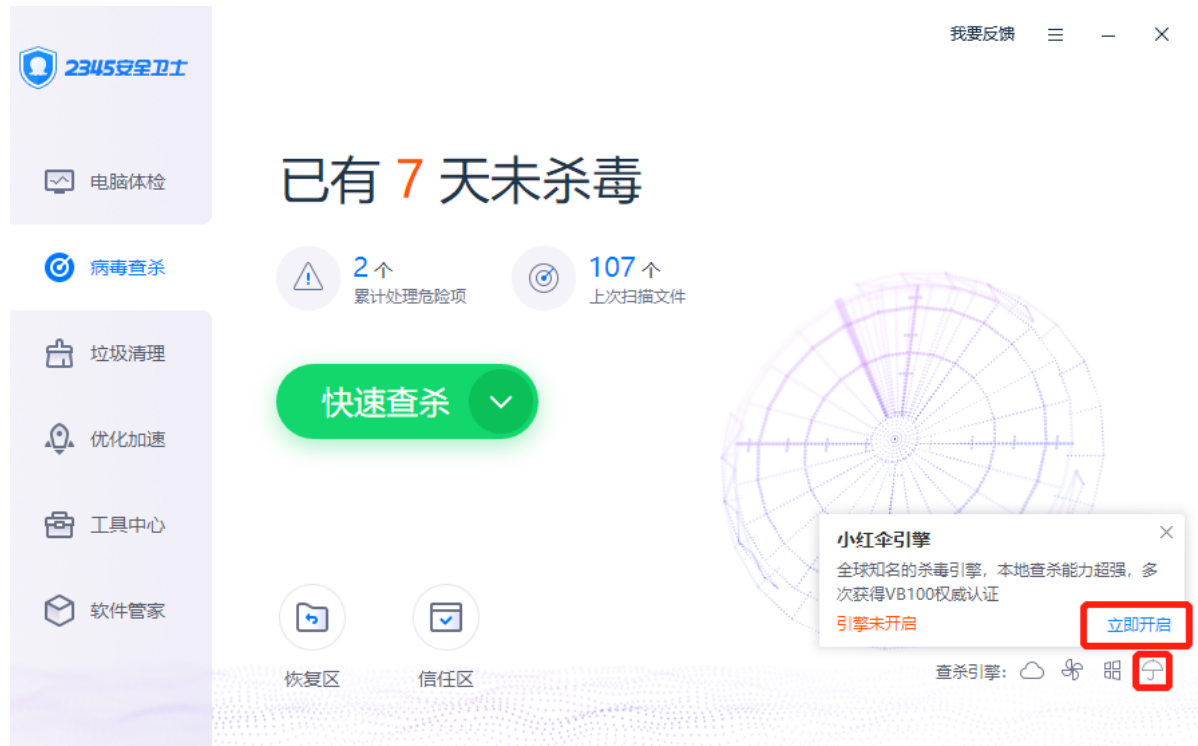 我要反馈
2345安全卫士
电脑体检
病毒查杀
垃圾清理
优化加速
工具中心
软件管家
已有 7 天未杀毒
2 个
累计处理危险项
107 个
上次扫描文件
快速查杀
恢复区
信任区
小红伞引擎
全球知名的杀毒引擎，本地查杀能力超强，多
次获得VB100权威认证
引擎未开启
立即开启
查杀引擎：